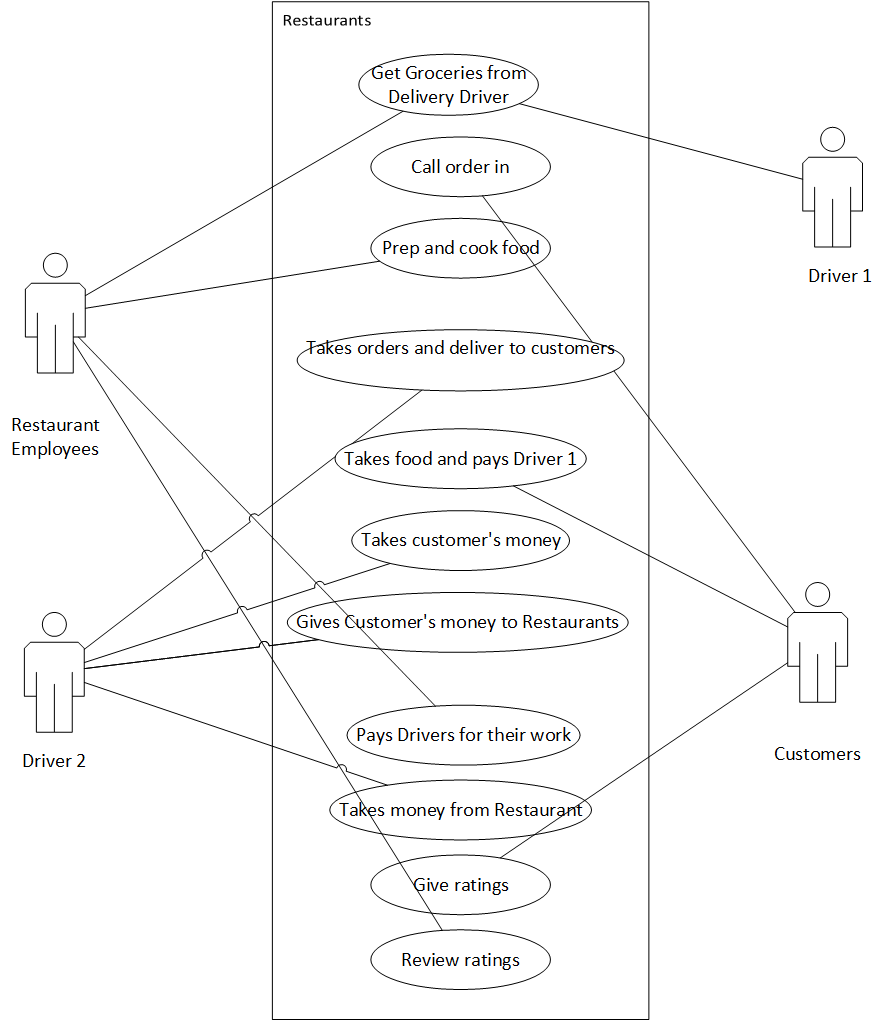 Restaurants
Get Groceries from
Delivery Driver
Call order in
Prep and cook food
Driver 1
Takes orders and deliver to customers
Restaurant
Employees
Takes food and pays Driver 1
Takes customer's money
Gives Customer's money to Restaurants
Pays Drivers for their work
Driver 2
Customers
Takes money from Restaurant
Give ratings
Review ratings